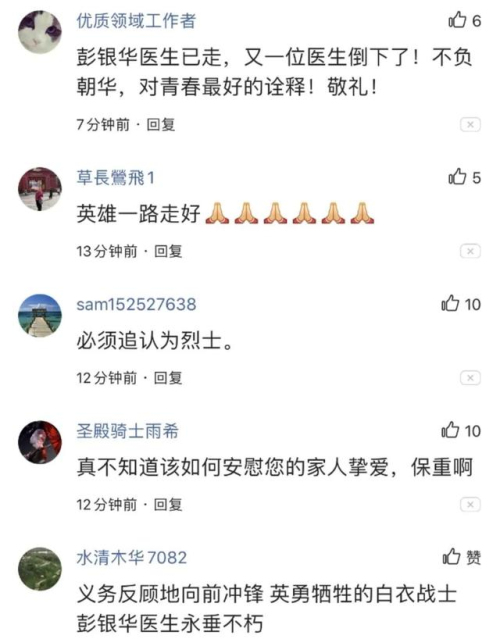 优质领域工作者
6
彭银华医生已走，又一位医生倒下了！不负
朝华，对青春最好的诠释！敬礼！
7分钟前·回复
草長鶯飛1
5
英雄一路走好🙏🙏🙏🙏🙏🙏
13分钟前·回复
sam152527638
10
必须追认为烈士。
12分钟前·回复
圣殿骑士雨希
10
真不知道该如何安慰您的家人挚爱，保重啊
12分钟前·回复
水清木华7082
赞
义务反顾地向前冲锋 英勇牺牲的白衣战士
彭银华医生永垂不朽